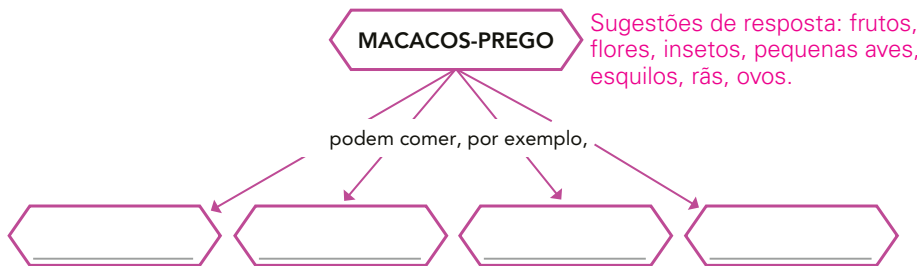 MACACOS-PREGO
Sugestões de resposta: frutos,
flores, insetos, pequenas aves,
esquilos, rãs, ovos.
podem comer, por exemplo,